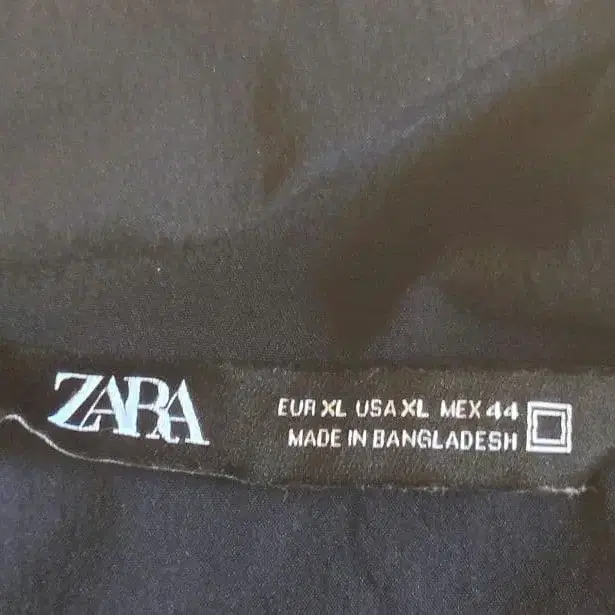 ZARA
EUR XL USA XL MEX 44
MADE IN BANGLADESH